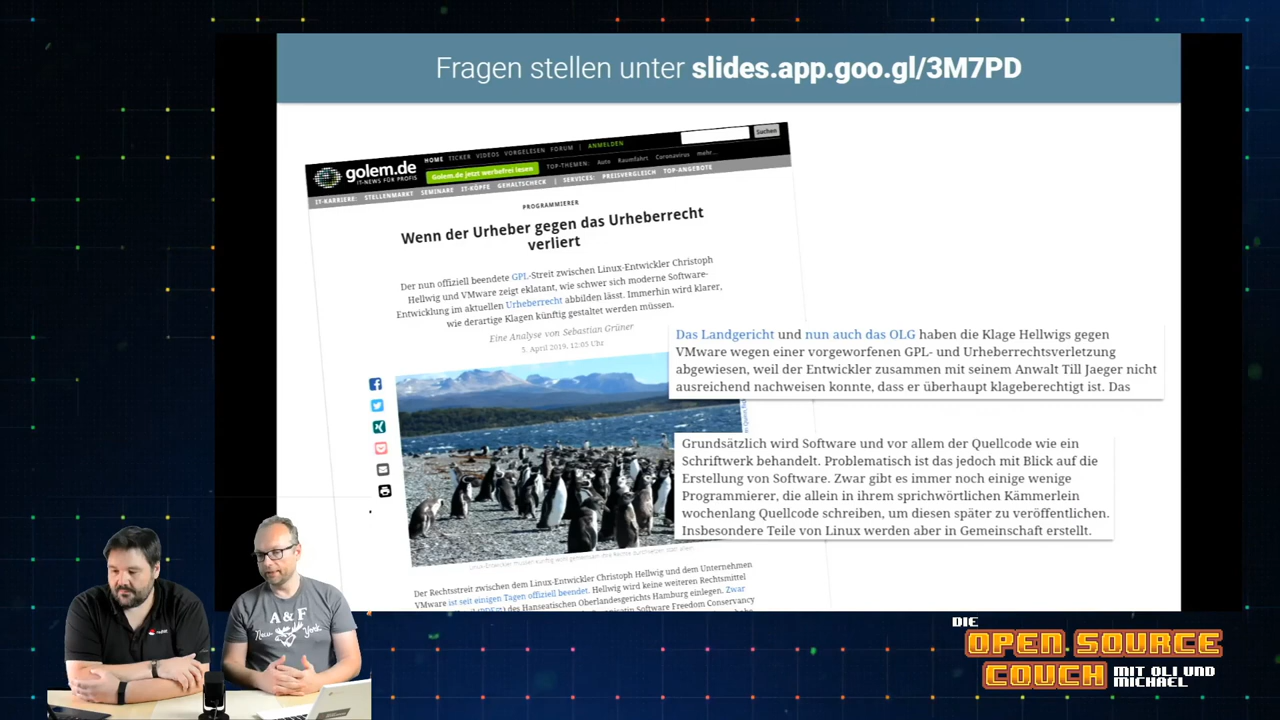 Fragen stellen unter slides.app.goo.gl/3M7PD
golem.de
IT-NEWS FÜR PROFIS
HOME TICKER VIDEOS VORGELESEN FORUM | ANMELDEN
Suchen
Golem.de jetzt werbefrei lesen
TOP-THEMEN: Auto Raumfahrt Coronavirus mehr...
IT-KARRIERE: STELLENMARKT SEMINARE IT-KÖPFE GEHALTSCHECK | SERVICES: PREISVERGLEICH TOP-ANGEBOTE
PROGRAMMIERER
Wenn der Urheber gegen das Urheberrecht
verliert
Der nun offiziell beendete GPL-Streit zwischen Linux-Entwickler Christoph
Hellwig und VMware zeigt eklatant, wie schwer sich moderne Software-
Entwicklung im aktuellen Urheberrecht abbilden lässt. Immerhin wird klarer,
wie derartige Klagen künftig gestaltet werden müssen.
Eine Analyse von Sebastian Grüner
5. April 2019, 12:05 Uhr
Das Landgericht und nun auch das OLG haben die Klage Hellwigs gegen
VMware wegen einer vorgeworfenen GPL- und Urheberrechtsverletzung
abgewiesen, weil der Entwickler zusammen mit seinem Anwalt Till Jaeger nicht
ausreichend nachweisen konnte, dass er überhaupt klageberechtigt ist. Das
Grundsätzlich wird Software und vor allem der Quellcode wie ein
Schriftwerk behandelt. Problematisch ist das jedoch mit Blick auf die
Erstellung von Software. Zwar gibt es immer noch einige wenige
Programmierer, die allein in ihrem sprichwörtlichen Kämmerlein
wochenlang Quellcode schreiben, um diesen später zu veröffentlichen.
Insbesondere Teile von Linux werden aber in Gemeinschaft erstellt.
Der Rechtsstreit zwischen dem Linux-Entwickler Christoph Hellwig und dem Unternehmen
VMware ist seit einigen Tagen offiziell beendet. Hellwig wird keine weiteren Rechtsmittel
des Hanseatischen Oberlandesgerichts Hamburg einlegen. Zwar
Software Freedom Conservancy
A & F
New York
DIE
OPEN SOURCE
COUCH MIT OLI UND
MICHAEL